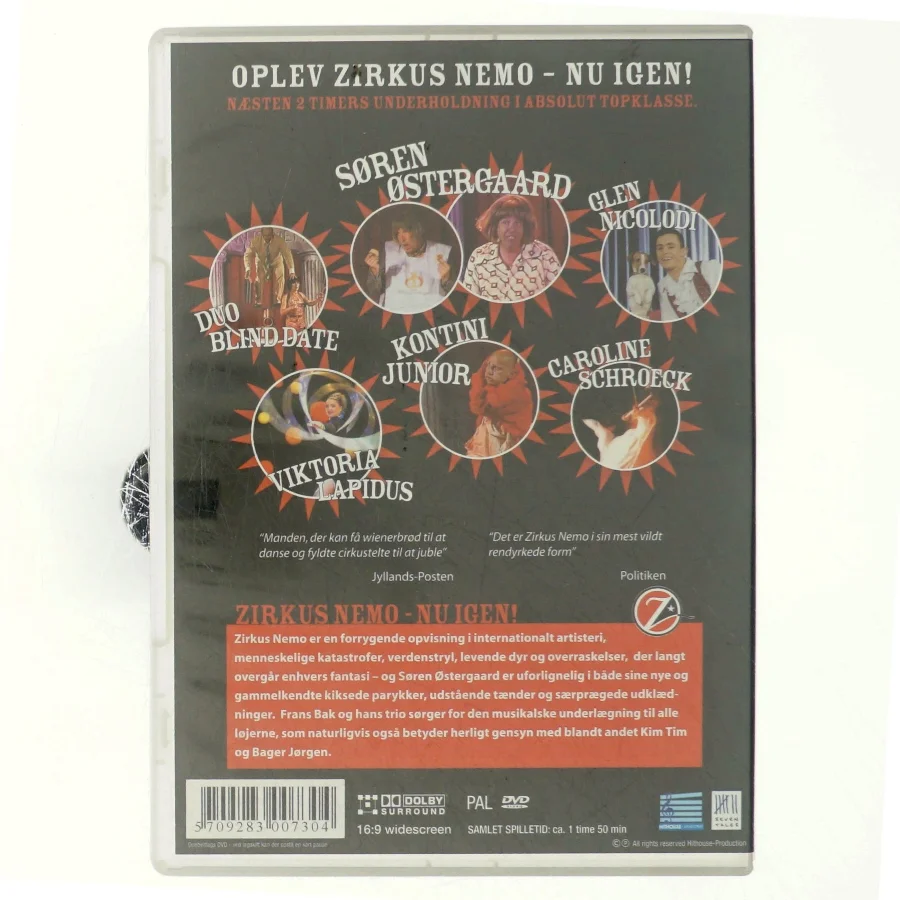 OPLEV ZIRKUS NEMO - NU IGEN!
NÆSTEN 2 TIMERS UNDERHOLDNING I ABSOLUT TOPKLASSE.
SØREN
ØSTERGAARD
GLEN
NICOLODI
DUO
BLIND DATE
KONTINI
JUNIOR
CAROLINE
SCHROECK
VIKTORIA
LAPIDUS
"Manden, der kan få wienerbrød til at
danse og fyldte cirkustelte til at juble"
Jyllands-Posten
"Det er Zirkus Nemo i sin mest vildt
rendyrkede form"
Politiken
Z
ZIRKUS NEMO - NU IGEN!
Zirkus Nemo er en forrygende opvisning i internationalt artisteri,
menneskelige katastrofer, verdenstryl, levende dyr og overraskelser, der langt
overgår enhvers fantasi – og Søren Østergaard er uforlignelig i både sine nye og
gammelkendte kiksede parykker, udstående tænder og særprægede udklæd-
ninger. Frans Bak og hans trio sørger for den musikalske underlægning til alle
løjerne, som naturligvis også betyder herligt gensyn med blandt andet Kim Tim
og Bager Jørgen.
5 709283 007304
DOLBY
SURROUND
PAL DVD
16:9 widescreen
SAMLET SPILLETID: ca. 1 time 50 min
SEVEN
TALES
©℗ All rights reserved Hithouse-Production